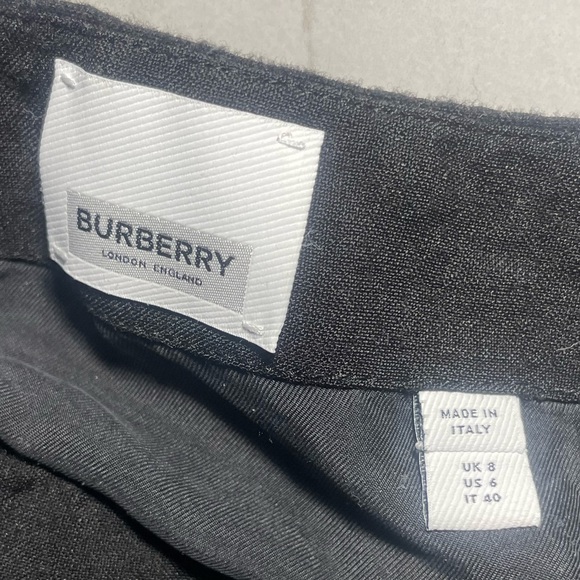 BURBERRY
LONDON ENGLAND
MADE IN
ITALY
UK 8
US 6
IT 40